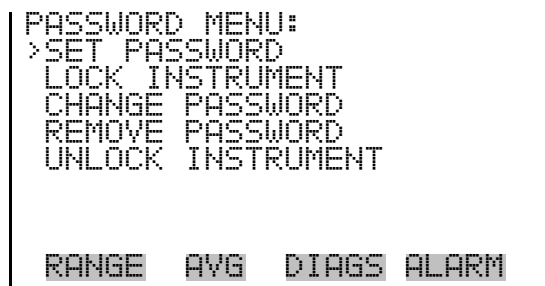 PASSWORD MENU:
>SET PASSWORD
LOCK INSTRUMENT
CHANGE PASSWORD
REMOVE PASSWORD
UNLOCK INSTRUMENT
RANGE AVG DIAGS ALARM